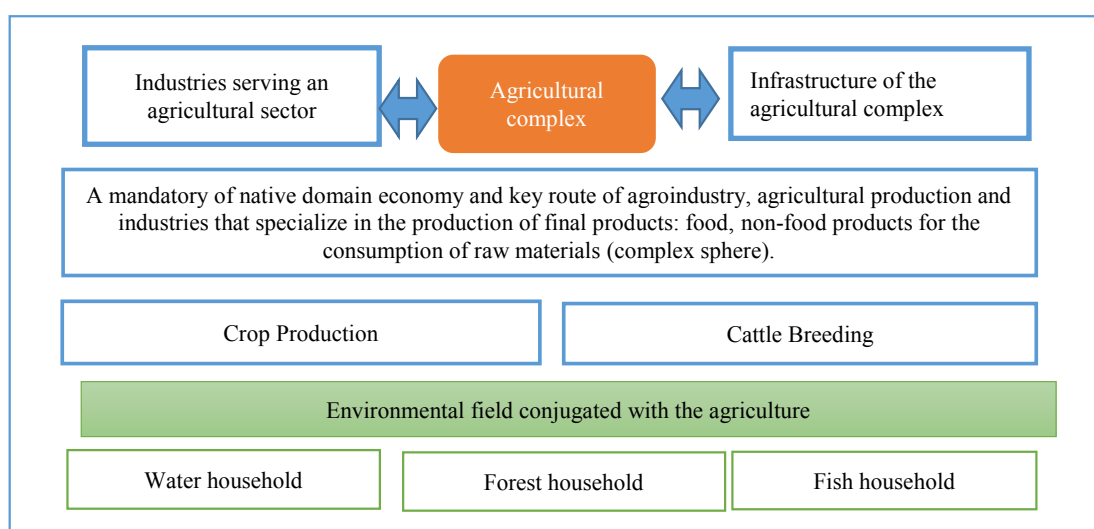 Industries serving an
agricultural sector
Agricultural
complex
Infrastructure of the
agricultural complex
A mandatory of native domain economy and key route of agroindustry, agricultural production and
industries that specialize in the production of final products: food, non-food products for the
consumption of raw materials (complex sphere).
Crop Production
Cattle Breeding
Environmental field conjugated with the agriculture
Water household
Forest household
Fish household